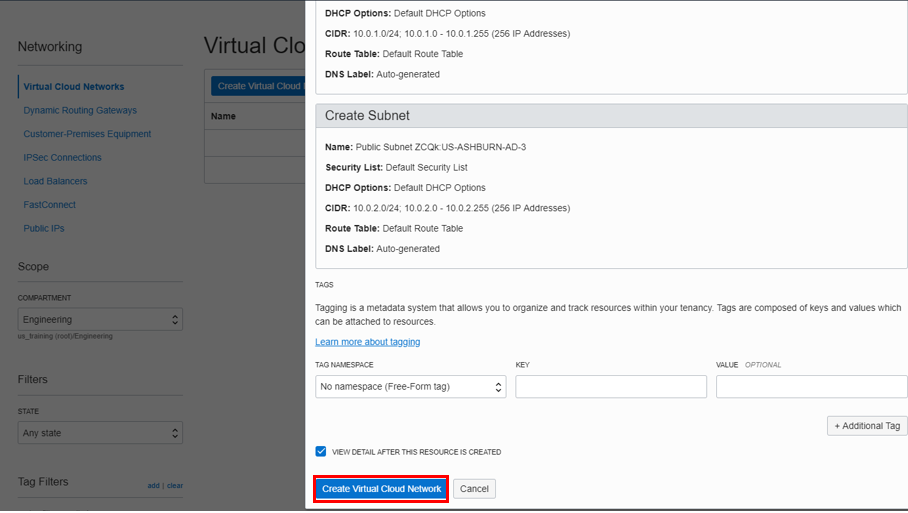 Networking
Virtual Cloud Networks
Dynamic Routing Gateways
Customer-Premises Equipment
IPSec Connections
Load Balancers
FastConnect
Public IPs
Scope
COMPARTMENT
Engineering
us_training (root)/Engineering
Filters
STATE
Any state
Tag Filters
add | clear
Virtual Clo
Create Virtual Cloud
Name
DHCP Options: Default DHCP Options
CIDR: 10.0.1.0/24; 10.0.1.0 - 10.0.1.255 (256 IP Addresses)
Route Table: Default Route Table
DNS Label: Auto-generated
Create Subnet
Name: Public Subnet ZCQk:US-ASHBURN-AD-3
Security List: Default Security List
DHCP Options: Default DHCP Options
CIDR: 10.0.2.0/24; 10.0.2.0 - 10.0.2.255 (256 IP Addresses)
Route Table: Default Route Table
DNS Label: Auto-generated
TAGS
Tagging is a metadata system that allows you to organize and track resources within your tenancy. Tags are composed of keys and values which
can be attached to resources.
Learn more about tagging
TAG NAMESPACE
KEY
VALUE OPTIONAL
No namespace (Free-Form tag)
+ Additional Tag
VIEW DETAIL AFTER THIS RESOURCE IS CREATED
Create Virtual Cloud Network
Cancel